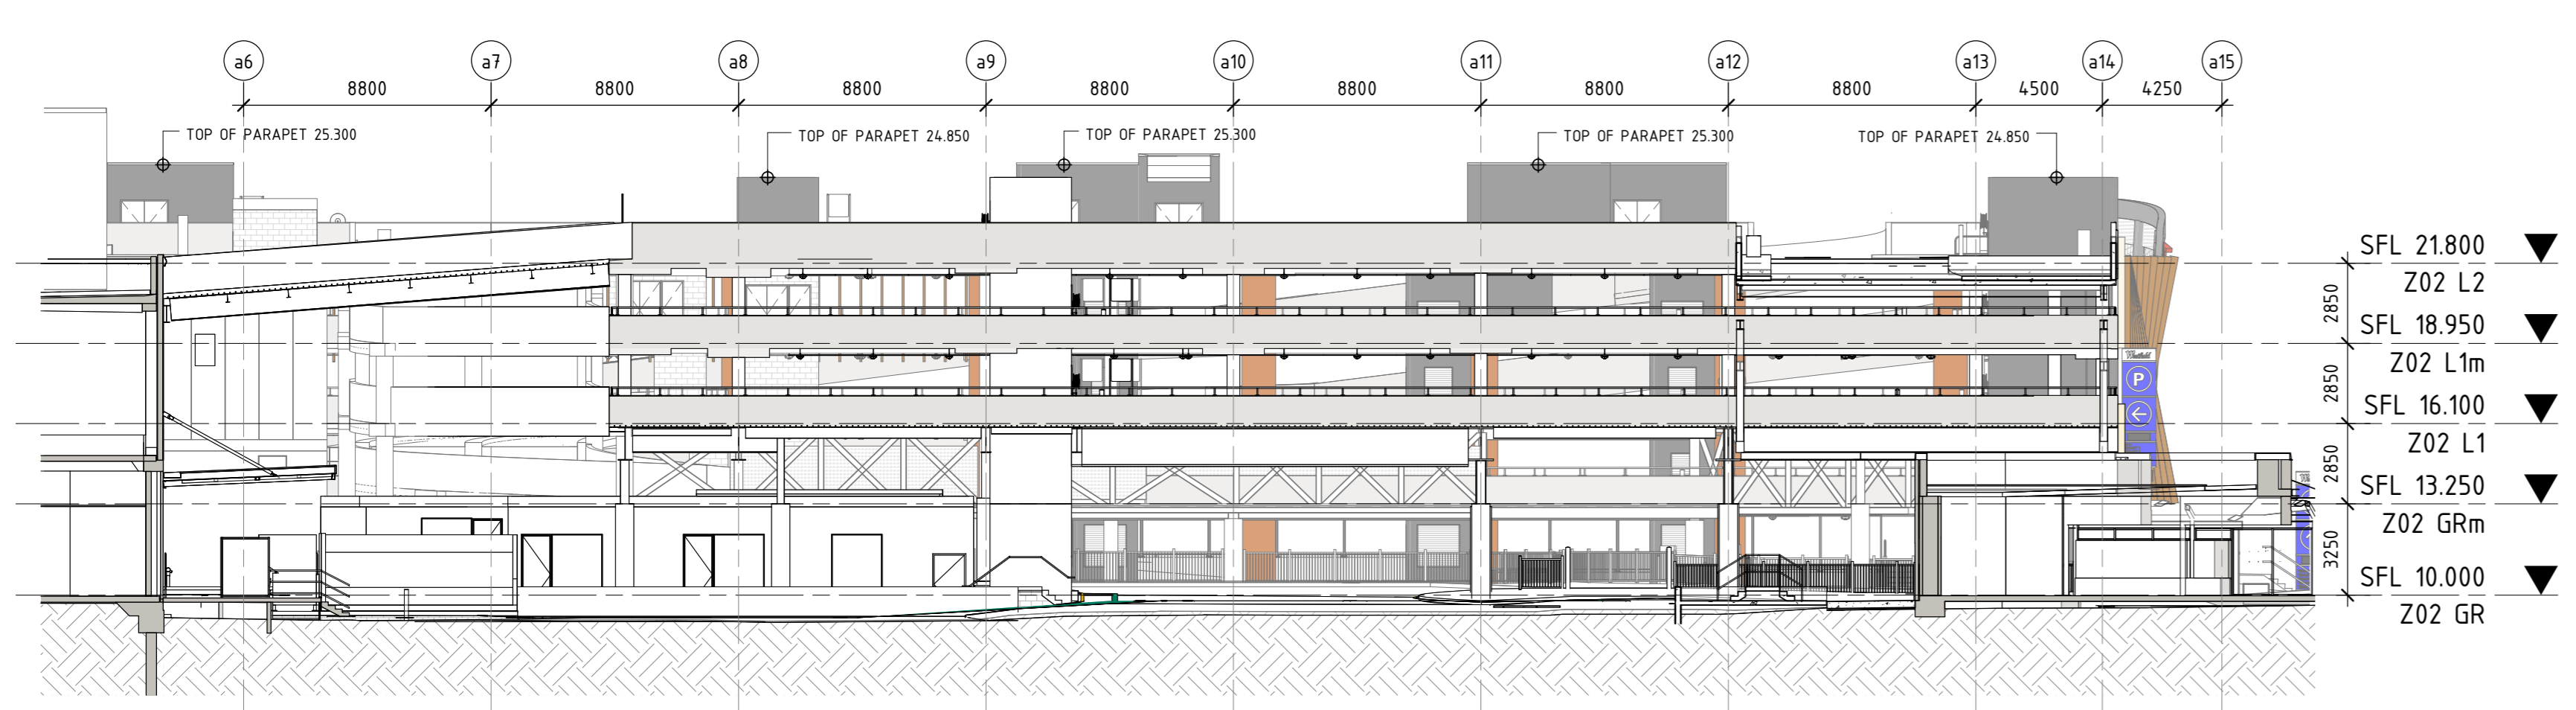 a6 a7 a8 a9 a10 a11 a12 a13 a14 a15
8800 8800 8800 8800 8800 8800 8800 4500 4250
TOP OF PARAPET 25.300
TOP OF PARAPET 24.850
TOP OF PARAPET 25.300
TOP OF PARAPET 25.300
TOP OF PARAPET 24.850
SFL 21.800
Z02 L2
2850
SFL 18.950
Z02 L1m
2850
SFL 16.100
Z02 L1
2850
SFL 13.250
Z02 GRm
3250
SFL 10.000
Z02 GR
Westfield
P